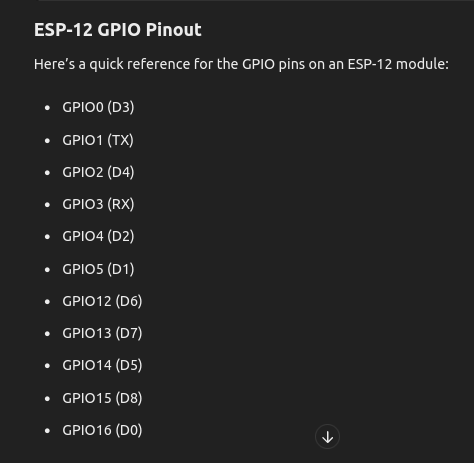 ESP-12 GPIO Pinout
Here’s a quick reference for the GPIO pins on an ESP-12 module:
• GPIO0 (D3)
• GPIO1 (TX)
• GPIO2 (D4)
• GPIO3 (RX)
• GPIO4 (D2)
• GPIO5 (D1)
• GPIO12 (D6)
• GPIO13 (D7)
• GPIO14 (D5)
• GPIO15 (D8)
• GPIO16 (D0)